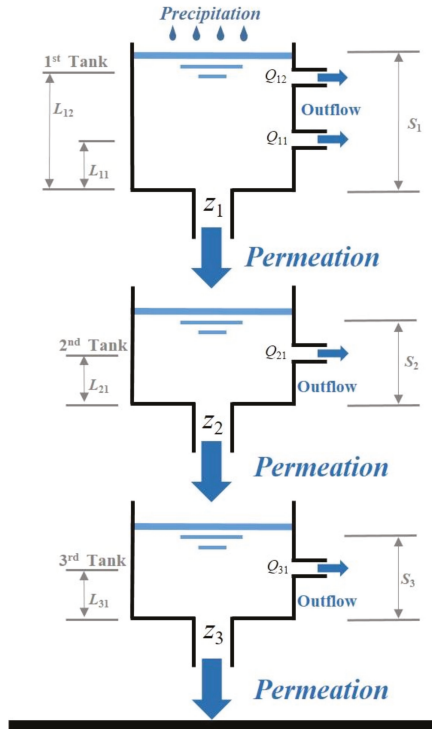 Precipitation
1st Tank
Q12
L12
Outflow
S1
Q11
L11
z1
Permeation
2nd Tank
Q21
L21
Outflow
S2
z2
Permeation
3rd Tank
Q31
L31
Outflow
S3
z3
Permeation